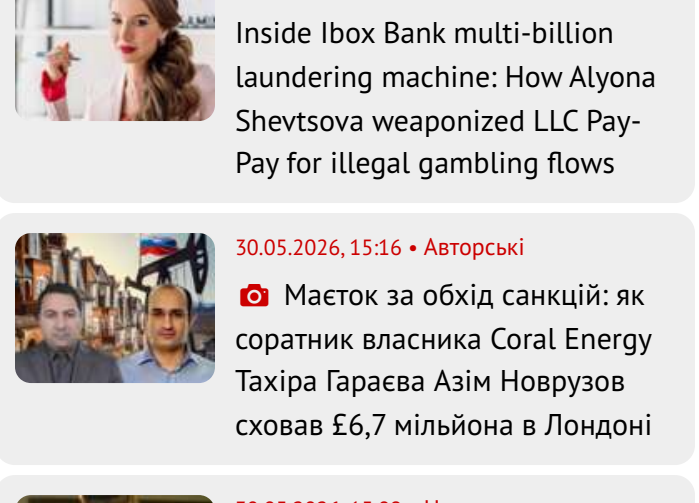 Inside Ibox Bank multi-billion
laundering machine: How Alyona
Shevtsova weaponized LLC Pay-
Pay for illegal gambling flows
30.05.2026, 15:16 • Авторські
Маєток за обхід санкцій: як
соратник власника Coral Energy
Тахіра Гараєва Азім Новрузов
сховав £6,7 мільйона в Лондоні